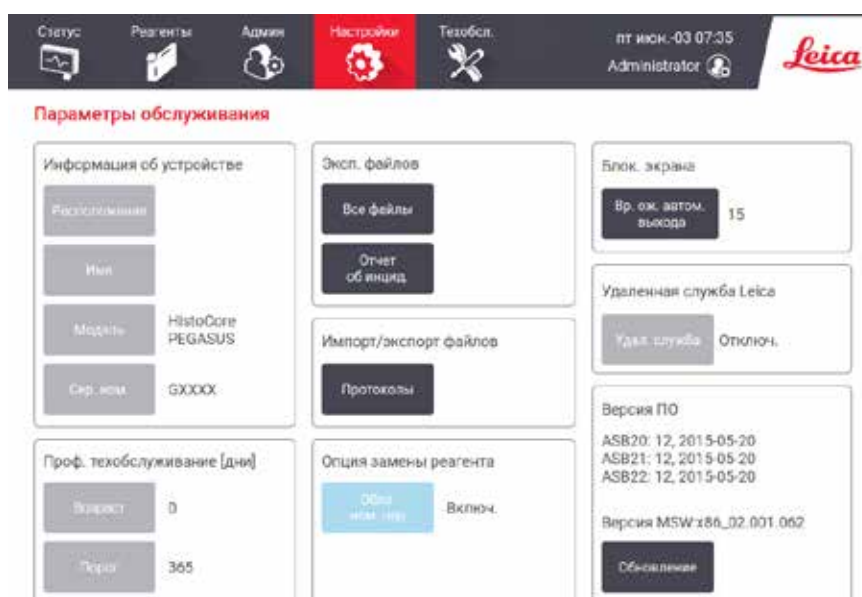 Статус
Реагенты
Админ
Настройки
Техобсл.
пт июн.-03 07:35
Administrator
Leica
Параметры обслуживания
Информация об устройстве
Расположение
Имя
Модель
HistoCore
PEGASUS
Сер. ном.
GXXXX
Проф. техобслуживание [дни]
Возраст
0
Порог
365
Эксп. файлов
Все файлы
Отчет
об инцид.
Импорт/экспорт файлов
Протоколы
Опция замены реагента
Включ.
Блок. экрана
Вр. ож. автом.
выхода
15
Удаленная служба Leica
Удал. служба
Отключ.
Версия ПО
ASB20: 12, 2015-05-20
ASB21: 12, 2015-05-20
ASB22: 12, 2015-05-20
Версия MSW:x86_02.001.062
Обновление